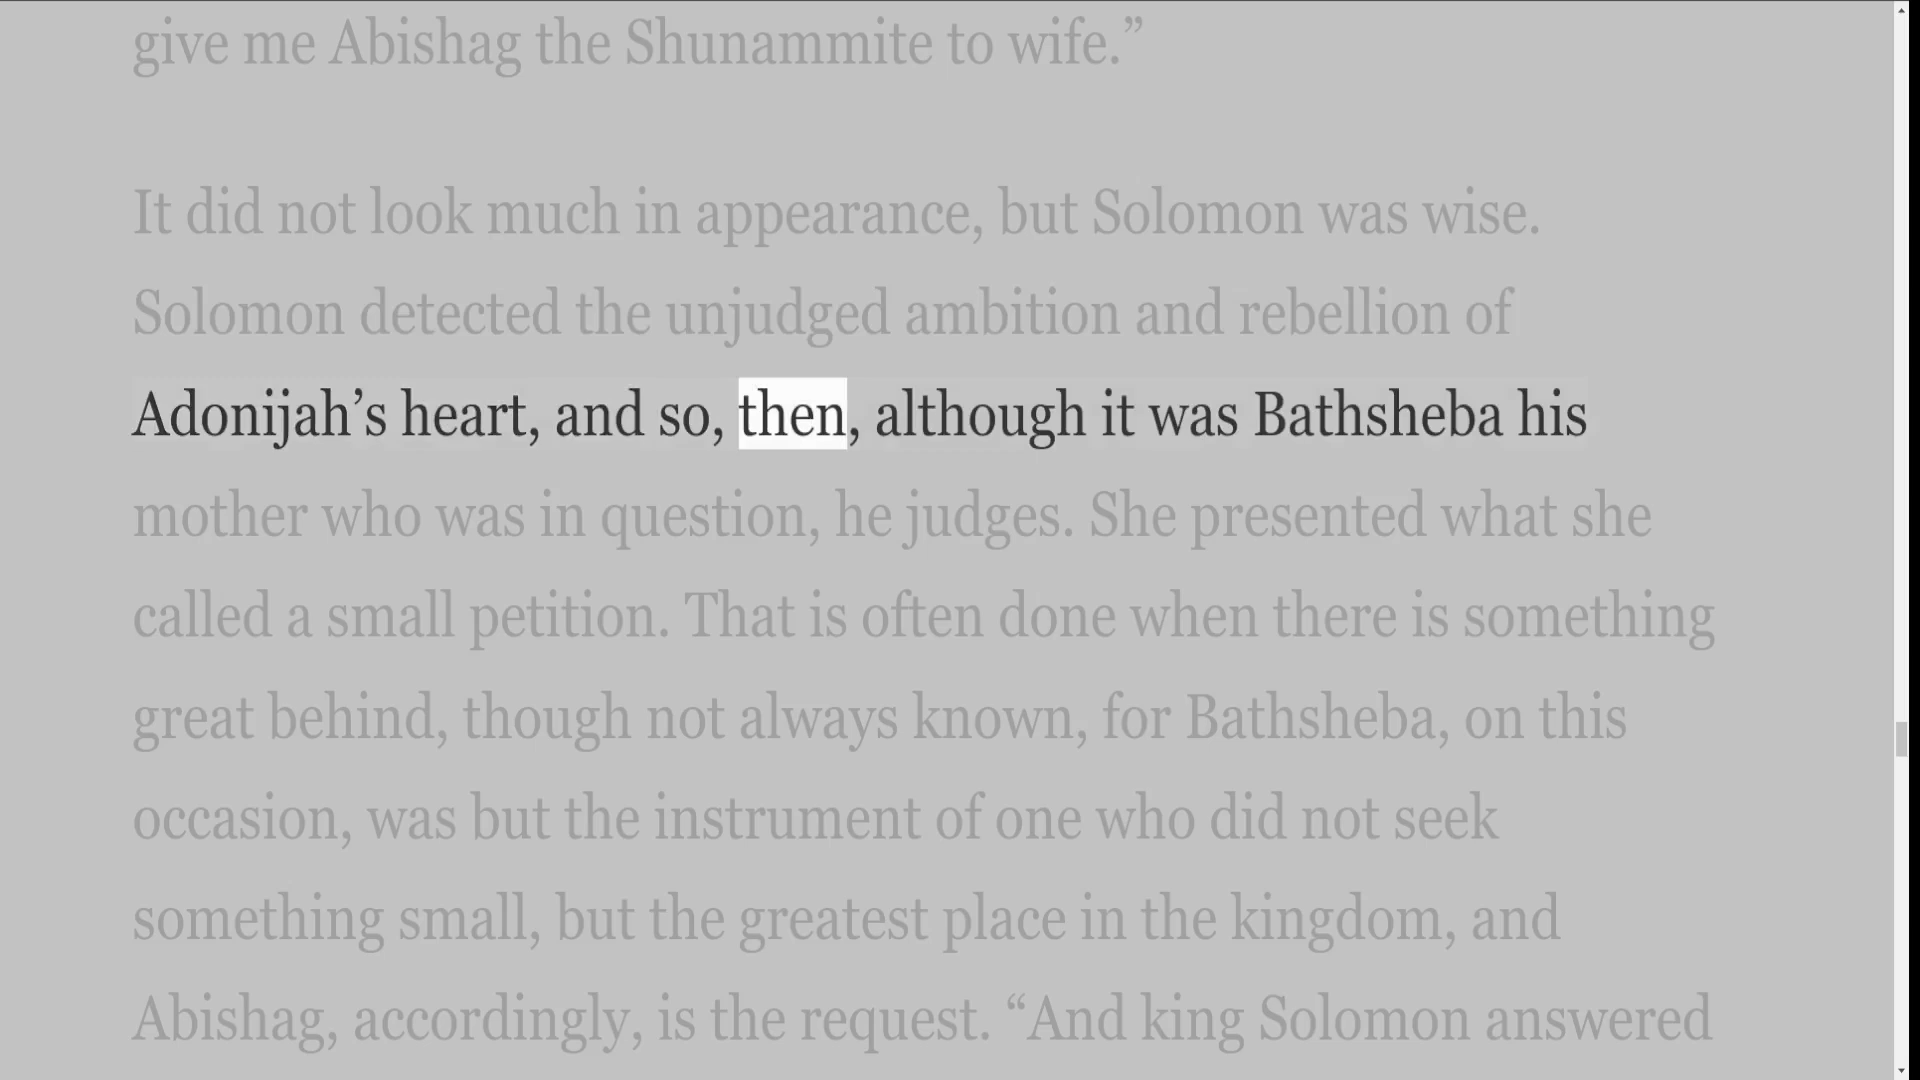 give me Abishag the Shunammite to wife.”
It did not look much in appearance, but Solomon was wise.
Solomon detected the unjudged ambition and rebellion of
Adonijah’s heart, and so, then, although it was Bathsheba his
mother who was in question, he judges. She presented what she
called a small petition. That is often done when there is something
great behind, though not always known, for Bathsheba, on this
occasion, was but the instrument of one who did not seek
something small, but the greatest place in the kingdom, and
Abishag, accordingly, is the request. “And king Solomon answered